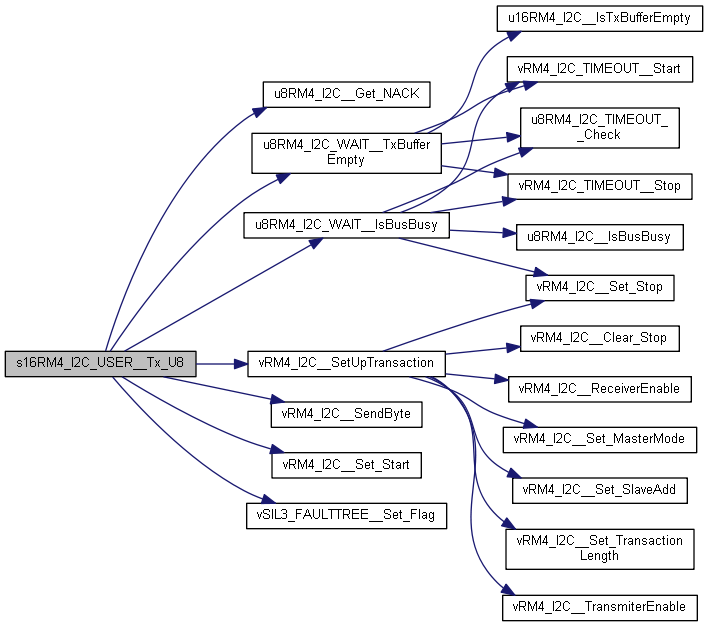 s16RM4_I2C_USER__Tx_U8
u8RM4_I2C__Get_NACK
u8RM4_I2C_WAIT__TxBuffer
Empty
u8RM4_I2C_WAIT__IsBusBusy
vRM4_I2C__SetUpTransaction
vRM4_I2C__SendByte
vRM4_I2C__Set_Start
vSIL3_FAULTTREE__Set_Flag
u16RM4_I2C__IsTxBufferEmpty
vRM4_I2C_TIMEOUT__Start
u8RM4_I2C_TIMEOUT_
_Check
vRM4_I2C_TIMEOUT__Stop
u8RM4_I2C__IsBusBusy
vRM4_I2C__Set_Stop
vRM4_I2C__Clear_Stop
vRM4_I2C__ReceiverEnable
vRM4_I2C__Set_MasterMode
vRM4_I2C__Set_SlaveAdd
vRM4_I2C__Set_Transaction
Length
vRM4_I2C__TransmiterEnable